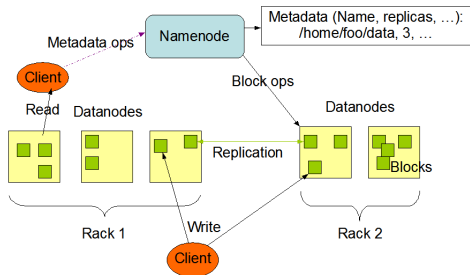 Metadata (Name, replicas, …):
/home/foo/data, 3, …
Namenode
Metadata ops
Client
Block ops
Read
Datanodes
Datanodes
Replication
Blocks
Rack 1
Write
Rack 2
Client